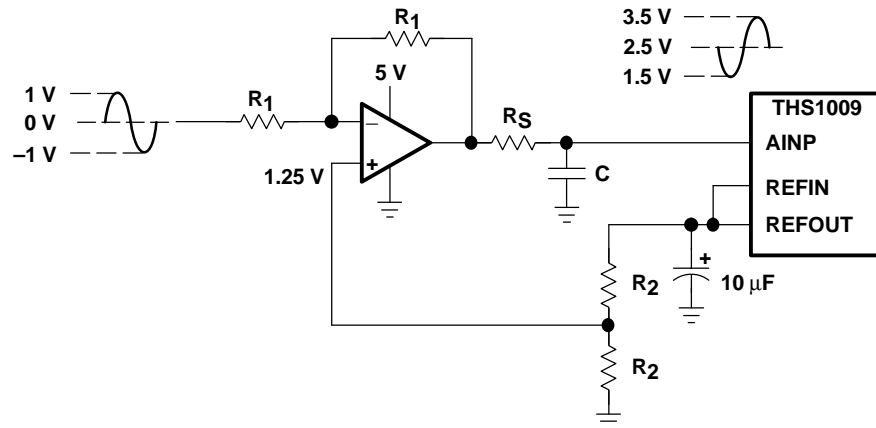 R1
3.5 V
2.5 V
1.5 V
5 V
1 V
0 V
–1 V
R1
RS
THS1009
–
+
1.25 V
C
AINP
REFIN
REFOUT
R2
+
10 μF
R2